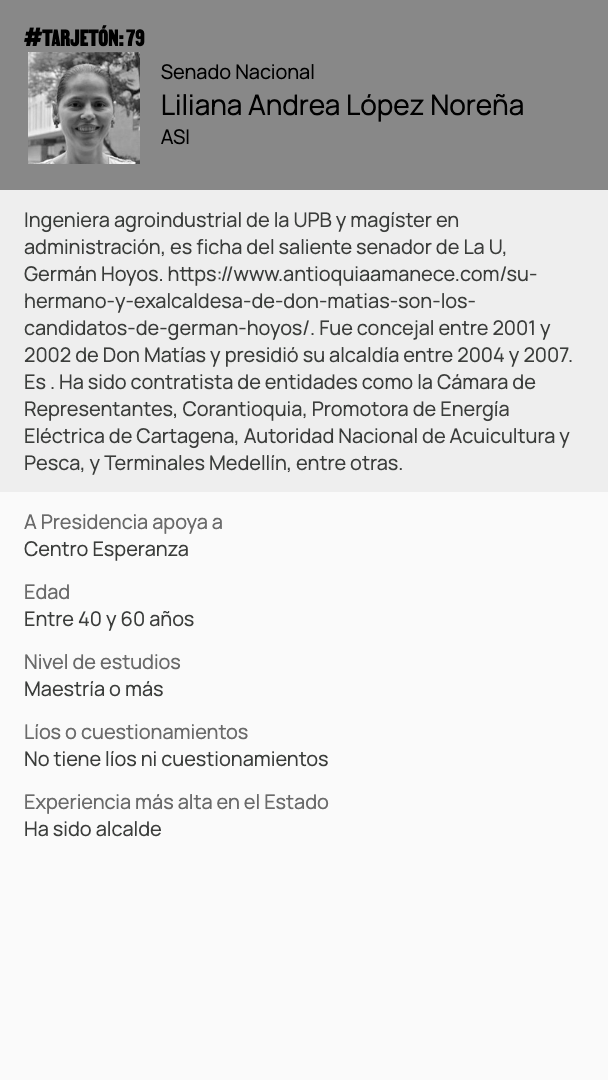 #TARJETÓN: 79
Senado Nacional
Liliana Andrea López Noreña
ASI
Ingeniera agroindustrial de la UPB y magíster en
administración, es ficha del saliente senador de La U,
Germán Hoyos. https://www.antioquiaamanece.com/su-
hermano-y-exalcaldesa-de-don-matias-son-los-
candidatos-de-german-hoyos/. Fue concejal entre 2001 y
2002 de Don Matías y presidió su alcaldía entre 2004 y 2007.
Es . Ha sido contratista de entidades como la Cámara de
Representantes, Corantioquia, Promotora de Energía
Eléctrica de Cartagena, Autoridad Nacional de Acuicultura y
Pesca, y Terminales Medellín, entre otras.
A Presidencia apoya a
Centro Esperanza
Edad
Entre 40 y 60 años
Nivel de estudios
Maestría o más
Líos o cuestionamientos
No tiene líos ni cuestionamientos
Experiencia más alta en el Estado
Ha sido alcalde